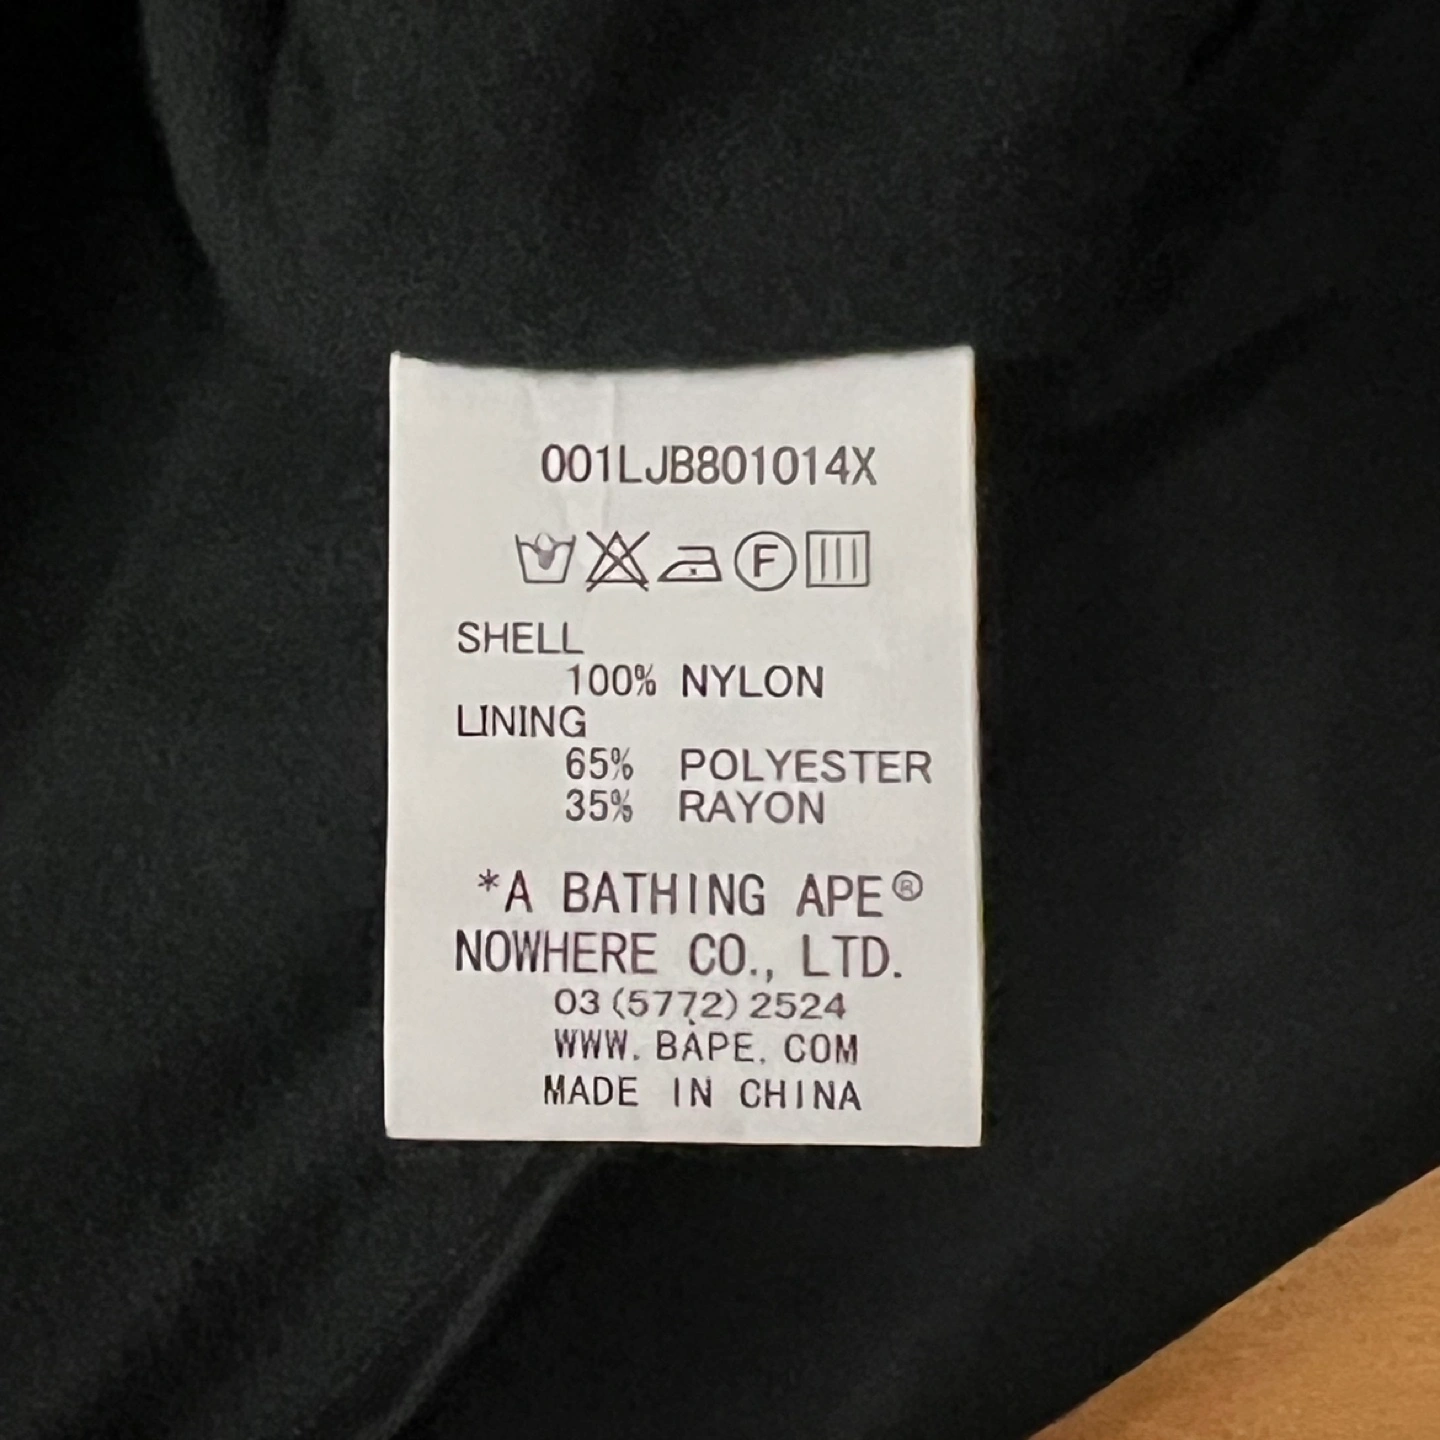 001LJB801014X
F
SHELL
100% NYLON
LINING
65% POLYESTER
35% RAYON
*A BATHING APE®
NOWHERE CO., LTD.
03(5772)2524
WWW.BAPE.COM
MADE IN CHINA